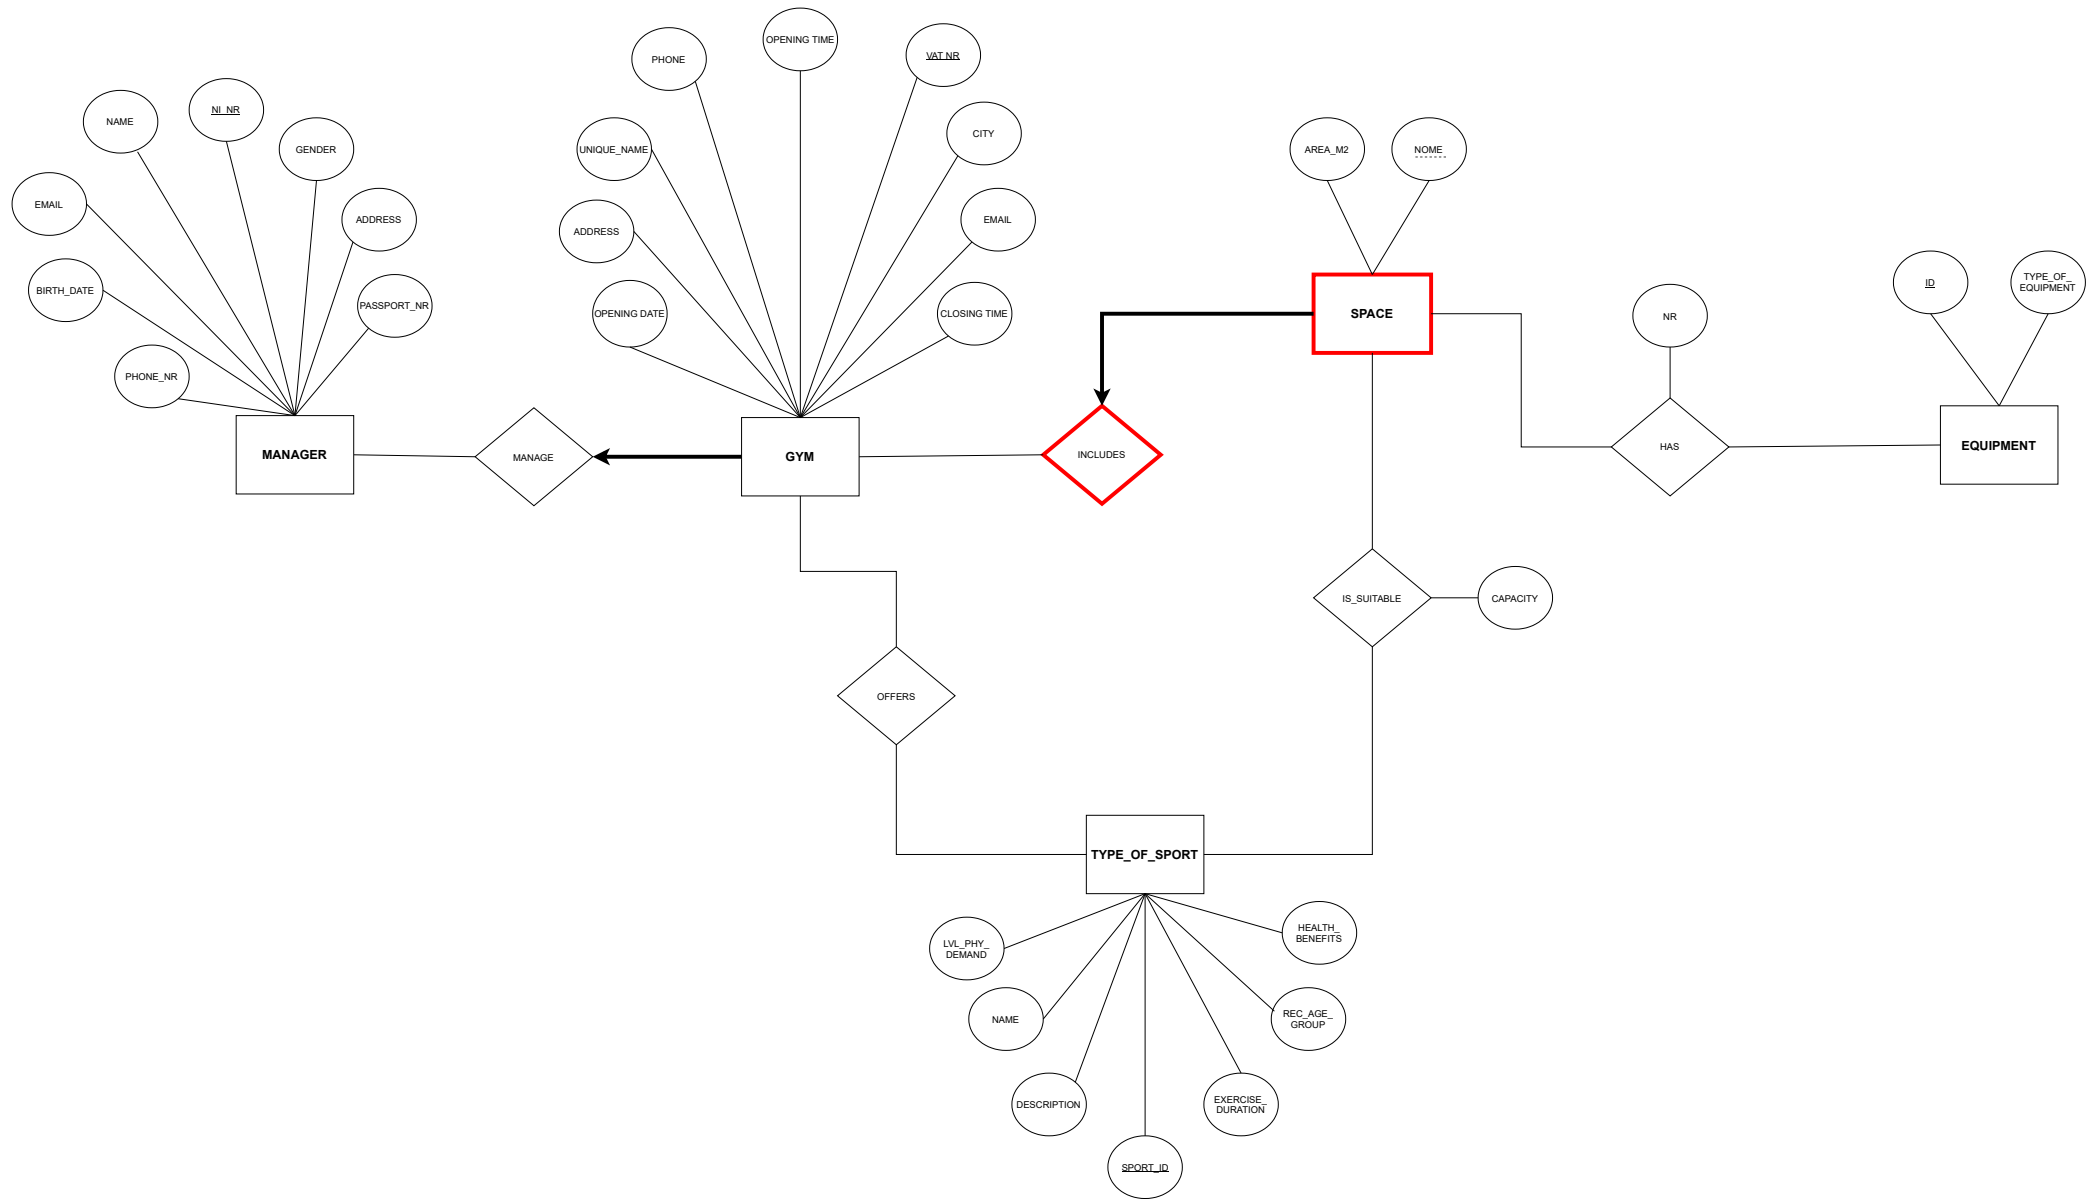 OPENING TIME
VAT NR
PHONE
NI_NR
NAME
CITY
GENDER
UNIQUE_NAME
AREA_M2
NOME
EMAIL
ADDRESS
EMAIL
ADDRESS
BIRTH_DATE
PASSPORT_NR
OPENING DATE
CLOSING TIME
SPACE
NR
ID
TYPE_OF_
EQUIPMENT
PHONE_NR
MANAGER
MANAGE
GYM
INCLUDES
HAS
EQUIPMENT
IS_SUITABLE
CAPACITY
OFFERS
TYPE_OF_SPORT
LVL_PHY_
DEMAND
HEALTH_
BENEFITS
NAME
REC_AGE_
GROUP
DESCRIPTION
EXERCISE_
DURATION
SPORT_ID